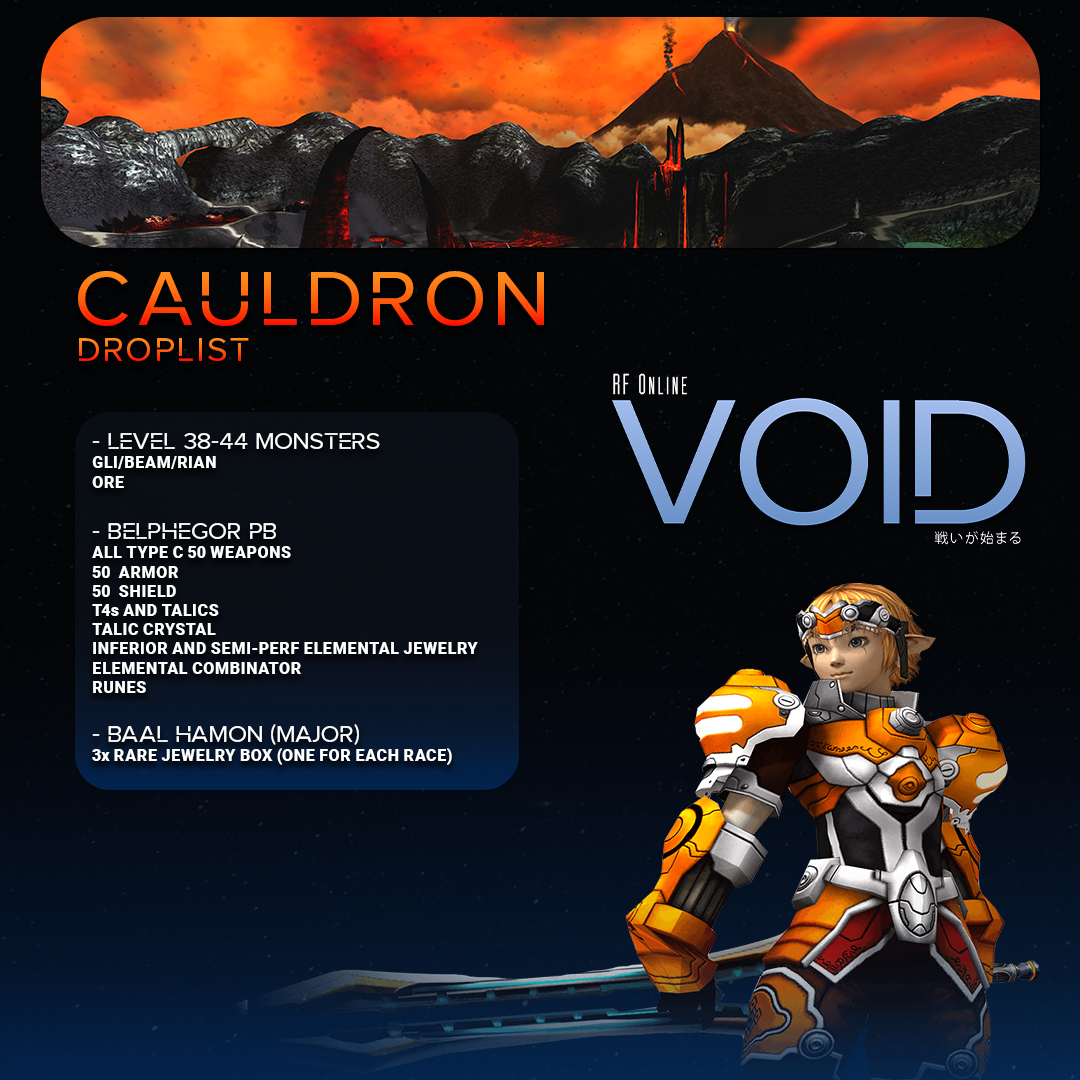 CAULDRON
DROPLIST
RF ONLINE
VOID
戦いが始まる
- LEVEL 38-44 MONSTERS
GLI/BEAM/RIAN
ORE
- BELPHEGOR PB
ALL TYPE C 50 WEAPONS
50 ARMOR
50 SHIELD
T4s AND TALICS
TALIC CRYSTAL
INFERIOR AND SEMI-PERF ELEMENTAL JEWELRY
ELEMENTAL COMBINATOR
RUNES
- BAAL HAMON (MAJOR)
3x RARE JEWELRY BOX (ONE FOR EACH RACE)